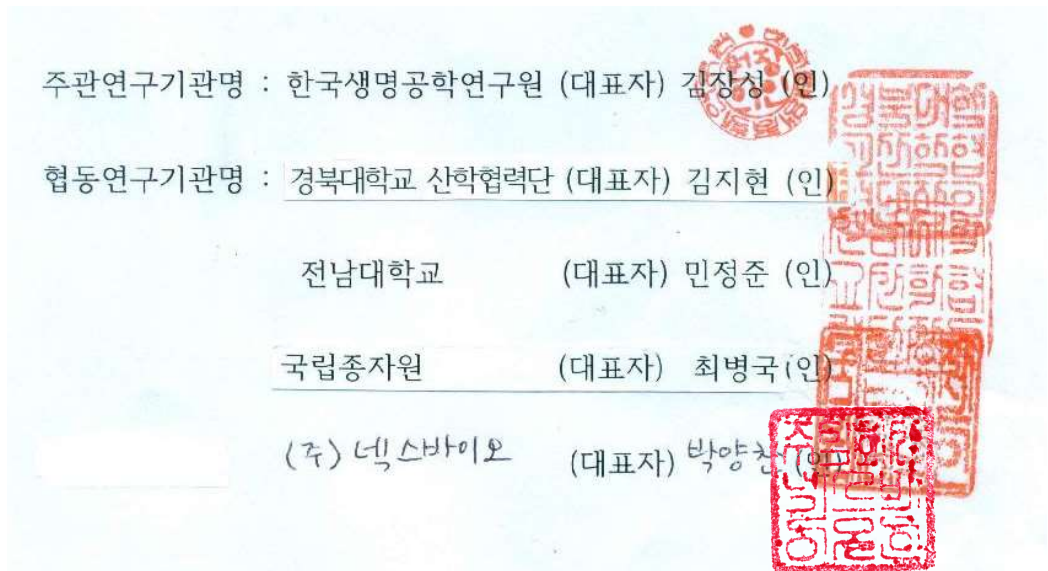 주관연구기관명 : 한국생명공학연구원 (대표자) 김장성 (인)
협동연구기관명 : 경북대학교 산학협력단 (대표자) 김지현 (인)
전남대학교 (대표자) 민정준 (인)
국립종자원 (대표자) 최병국 (인)
(주) 넥스바이오 (대표자) 박양찬 (인)